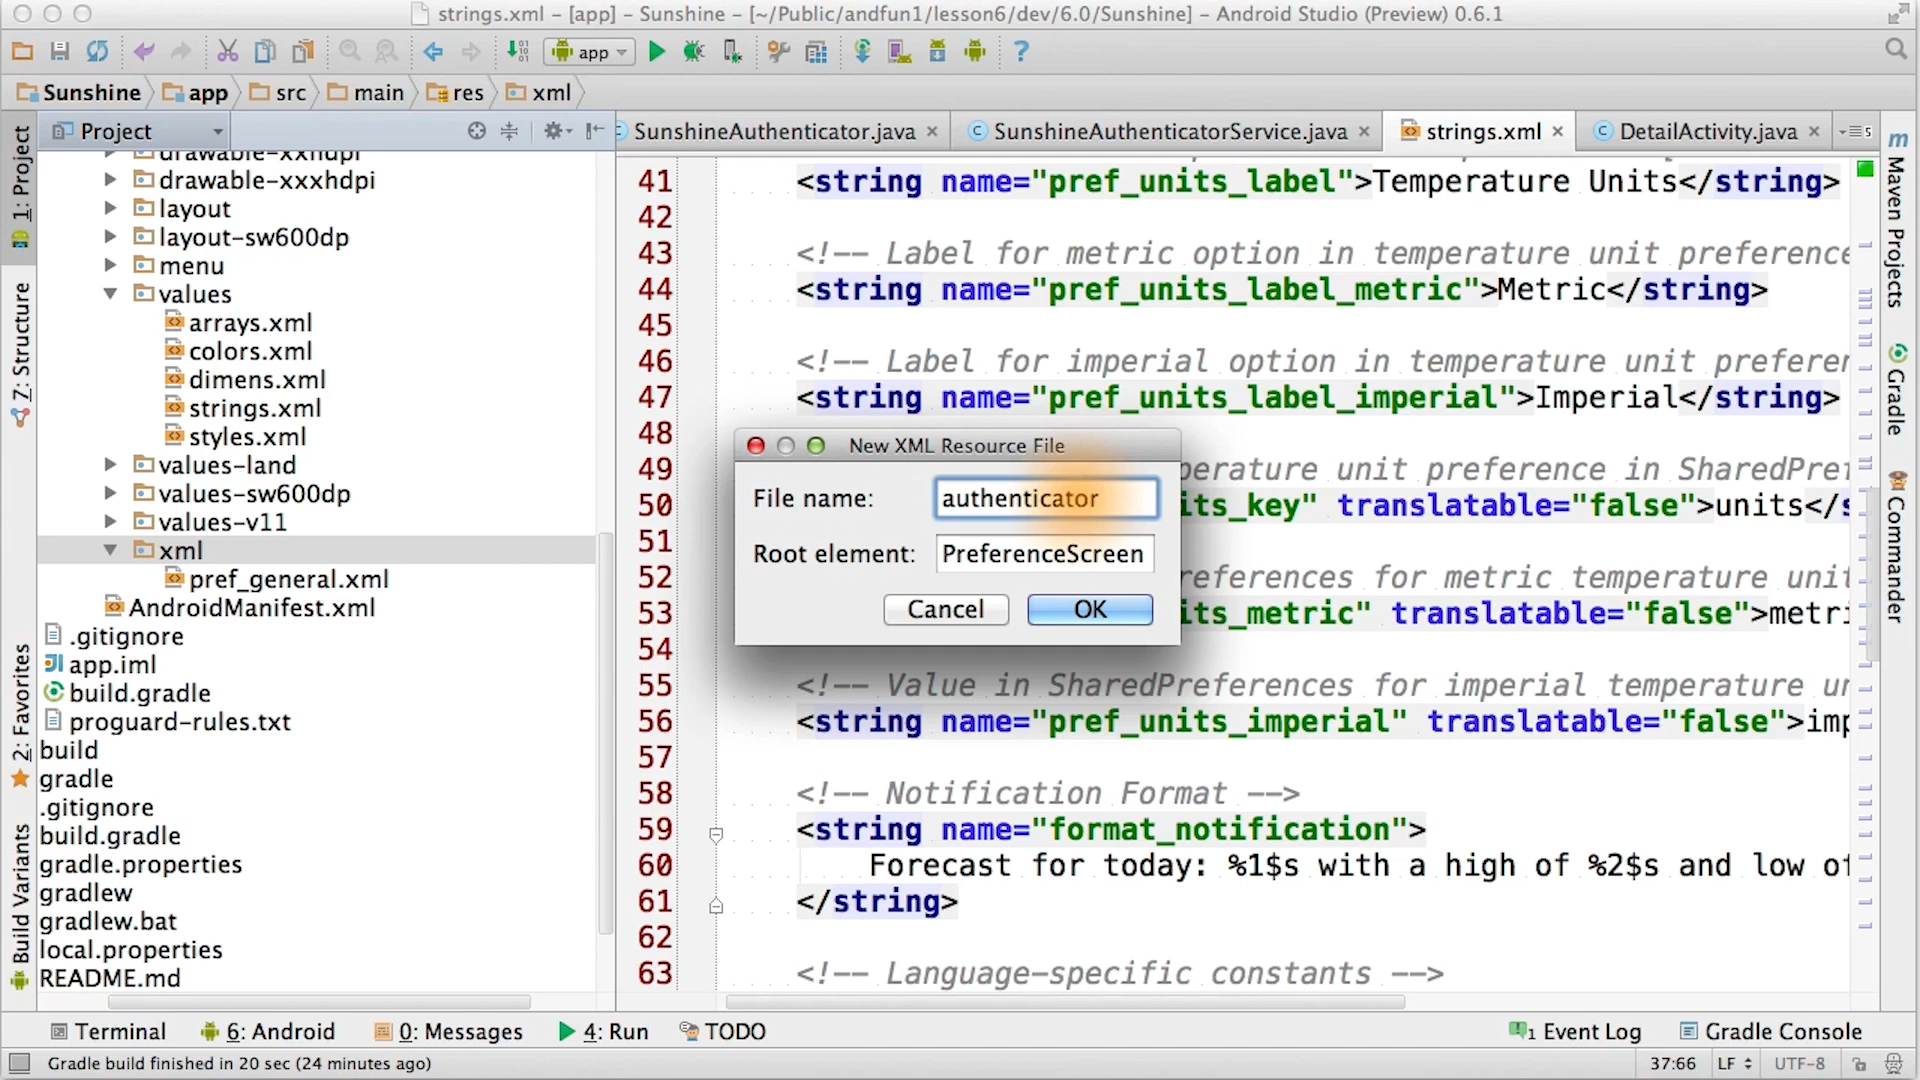 strings.xml – [app] – Sunshine – [~/Public/andfun1/lesson6/dev/6.0/Sunshine] – Android Studio (Preview) 0.6.1
app
Sunshine app src main res xml
Project
SunshineAuthenticator.java
SunshineAuthenticatorService.java
strings.xml
DetailActivity.java
5
1: Project
7: Structure
2: Favorites
Build Variants
drawable-xxhdpi
drawable-xxxhdpi
layout
layout-sw600dp
menu
values
arrays.xml
colors.xml
dimens.xml
strings.xml
styles.xml
values-land
values-sw600dp
values-v11
xml
pref_general.xml
AndroidManifest.xml
.gitignore
app.iml
build.gradle
proguard-rules.txt
build
gradle
.gitignore
build.gradle
gradle.properties
gradlew
gradlew.bat
local.properties
README.md
41 <string name="pref_units_label">Temperature Units</string>
42
43 <!-- Label for metric option in temperature unit preference
44 <string name="pref_units_label_metric">Metric</string>
45
46 <!-- Label for imperial option in temperature unit preferen
47 <string name="pref_units_label_imperial">Imperial</string>
48
49 perature unit preference in SharedPref
50 its_key" translatable="false">units</s
51
52 references for metric temperature unit
53 its_metric" translatable="false">metri
54
55 <!-- Value in SharedPreferences for imperial temperature un
56 <string name="pref_units_imperial" translatable="false">imp
57
58 <!-- Notification Format -->
59 <string name="format_notification">
60 Forecast for today: %1$s with a high of %2$s and low of
61 </string>
62
63 <!-- Language-specific constants -->
New XML Resource File
File name: authenticator
Root element: PreferenceScreen
Cancel OK
m Maven Projects
Gradle
Commander
Terminal 6: Android 0: Messages 4: Run TODO 1 Event Log Gradle Console
Gradle build finished in 20 sec (24 minutes ago) 37:66 LF UTF-8